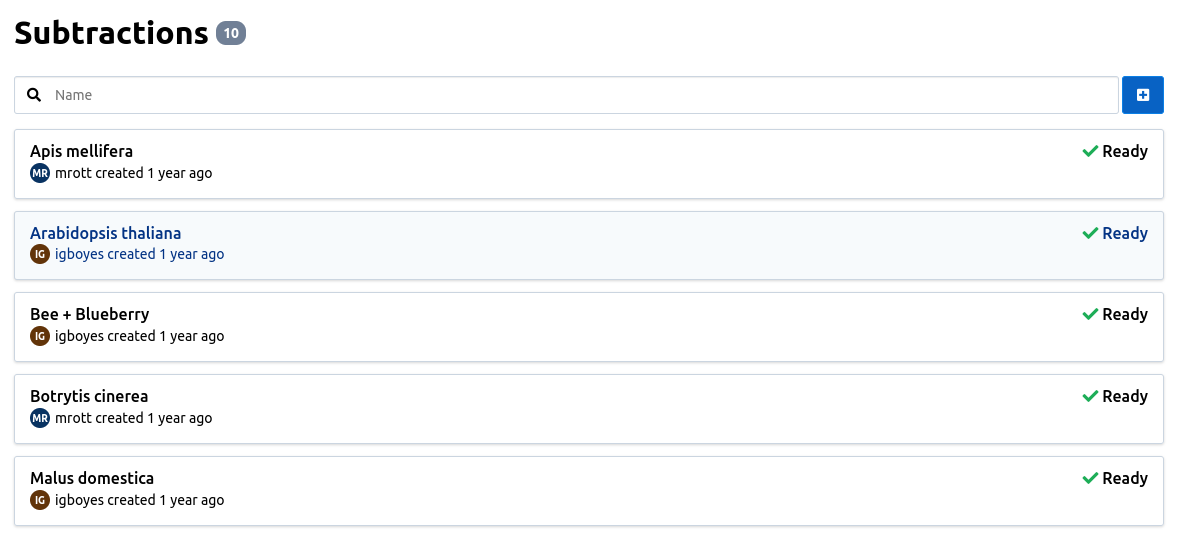 Subtractions 10
Name
Apis mellifera Ready
MR mrott created 1 year ago
Arabidopsis thaliana Ready
IG igboyes created 1 year ago
Bee + Blueberry Ready
IG igboyes created 1 year ago
Botrytis cinerea Ready
MR mrott created 1 year ago
Malus domestica Ready
IG igboyes created 1 year ago